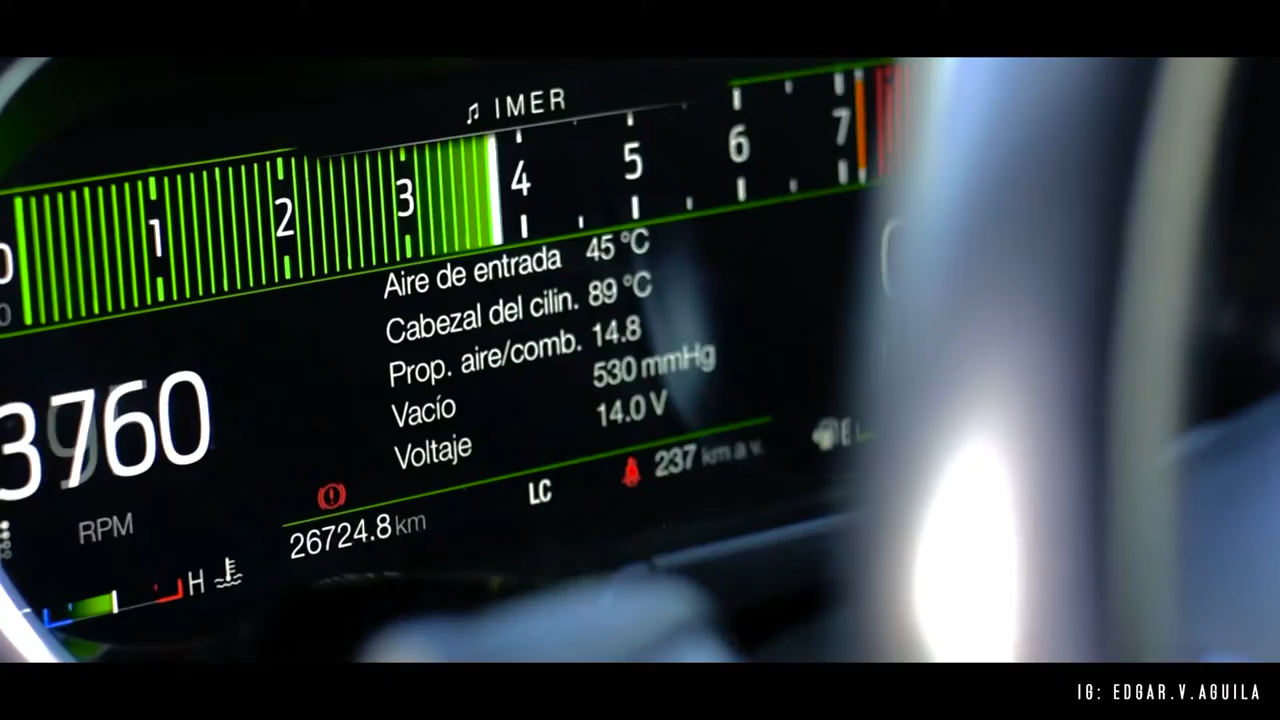 ♫ IMER
0 1 2 3 4 5 6 7
Aire de entrada 45 °C
Cabezal del cilin. 89 °C
Prop. aire/comb. 14.8
Vacío 530 mmHg
Voltaje 14.0 V
3760
RPM
26724.8 km
LC
237 km a v.
E
H
IG: EDGAR.V.AGUILA